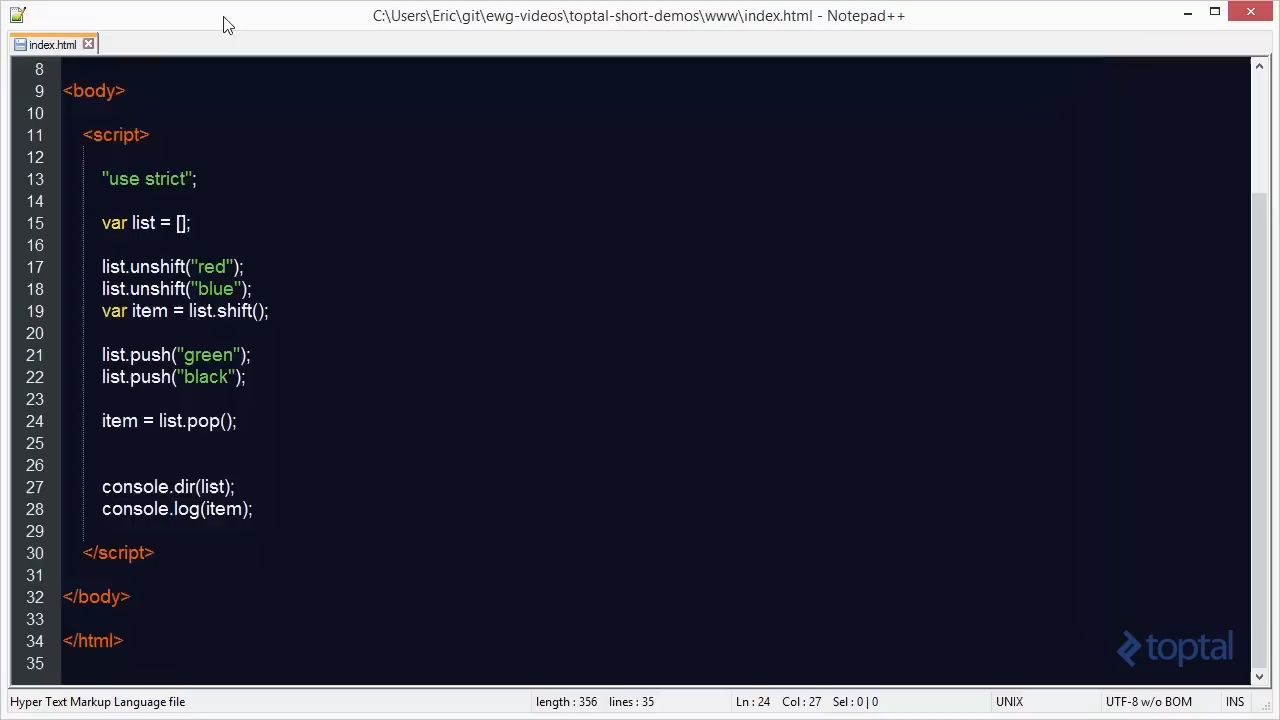 C:\Users\Eric\git\ewg-videos\toptal-short-demos\www\index.html - Notepad++
index.html
8
9 <body>
10
11 <script>
12
13 "use strict";
14
15 var list = [];
16
17 list.unshift("red");
18 list.unshift("blue");
19 var item = list.shift();
20
21 list.push("green");
22 list.push("black");
23
24 item = list.pop();
25
26
27 console.dir(list);
28 console.log(item);
29
30 </script>
31
32 </body>
33
34 </html>
35
toptal
Hyper Text Markup Language file length : 356 lines : 35 Ln : 24 Col : 27 Sel : 0 | 0 UNIX UTF-8 w/o BOM INS